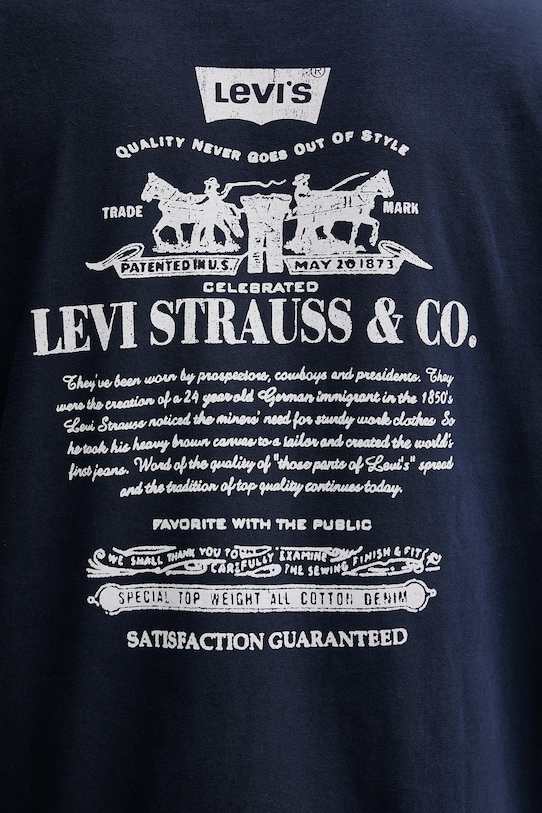 Levi's®
QUALITY NEVER GOES OUT OF STYLE
TRADE MARK
PATENTED IN U.S. MAY 20 1873
CELEBRATED
LEVI STRAUSS & CO.
They've been worn by prospectors, cowboys and presidents. They
were the creation of a 24 year old German immigrant in the 1850's
Levi Strauss noticed the miners' need for sturdy work clothes So
he took his heavy brown canvas to a tailor and created the world's
first jeans. Word of the quality of "those pants of Levi's" spread
and the tradition of top quality continues today.
FAVORITE WITH THE PUBLIC
WE SMALL THANK YOU TO CAREFULLY EXAMINE THE SEWING FINISH & FIT
SPECIAL TOP WEIGHT ALL COTTON DENIM
SATISFACTION GUARANTEED